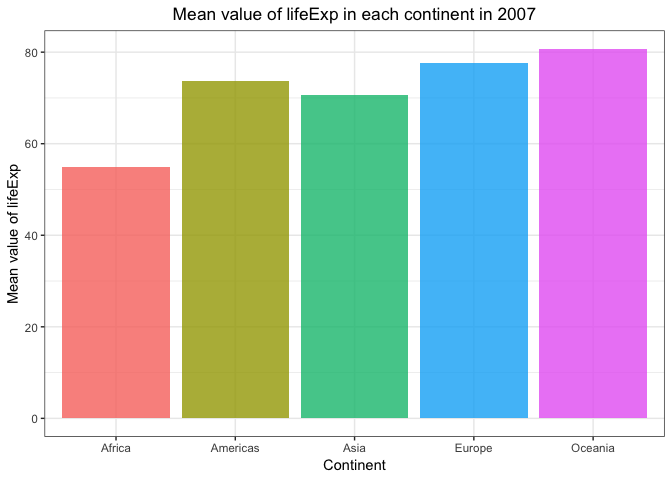 Mean value of lifeExp in each continent in 2007
Mean value of lifeExp
80
60
40
20
0
Africa Americas Asia Europe Oceania
Continent